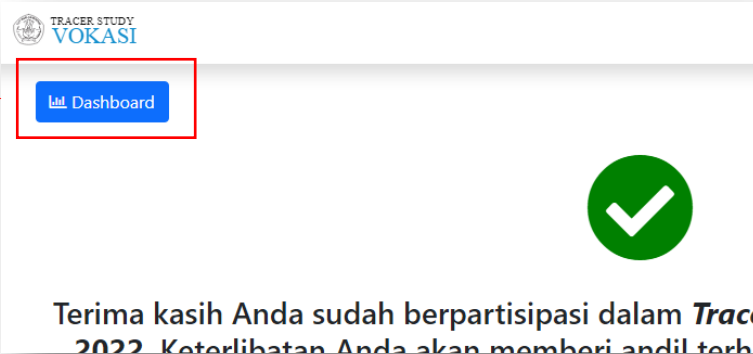 TRACER STUDY
VOKASI
Dashboard
Terima kasih Anda sudah berpartisipasi dalam
2022. Keterlibatan Anda akan memberi andil